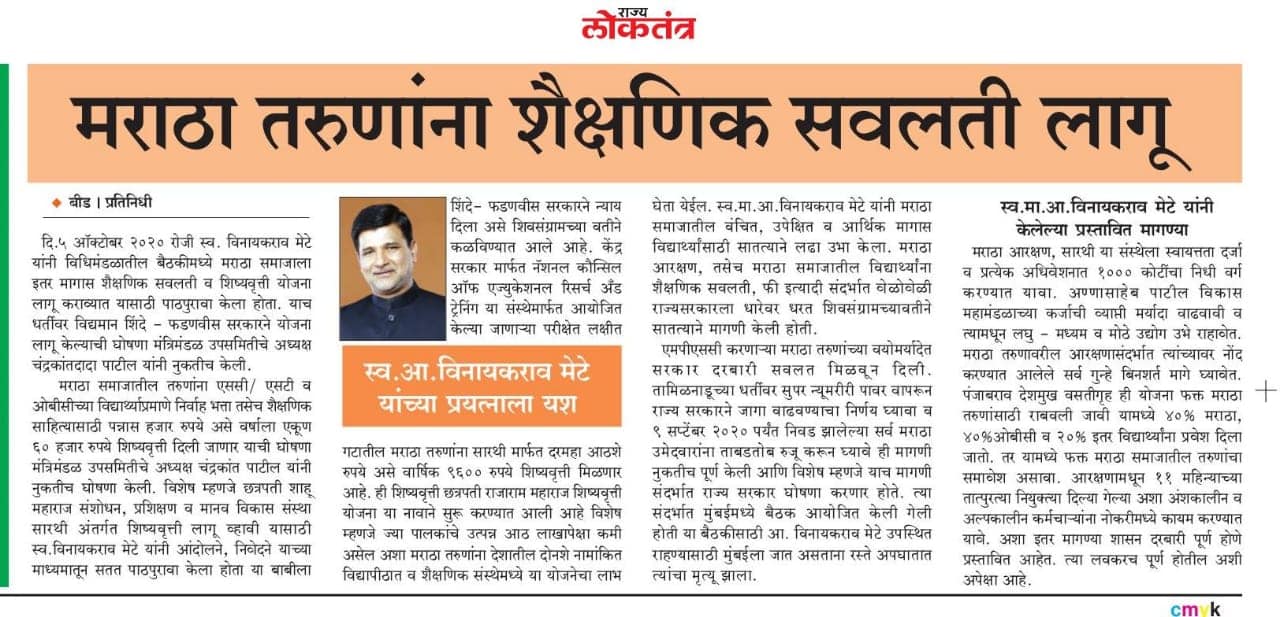 राज्य
लोकतंत्र
मराठा तरुणांना शैक्षणिक सवलती लागू
बीड । प्रतिनिधी
दि.५ ऑक्टोबर २०२० रोजी स्व. विनायकराव मेटे
यांनी विधिमंडळातील बैठकीमध्ये मराठा समाजाला
इतर मागास शैक्षणिक सवलती व शिष्यवृत्ती योजना
लागू कराव्यात यासाठी पाठपुरावा केला होता. याच
धर्तीवर विद्यमान शिंदे - फडणवीस सरकारने योजना
लागू केल्याची घोषणा मंत्रिमंडळ उपसमितीचे अध्यक्ष
चंद्रकांतदादा पाटील यांनी नुकतीच केली.
मराठा समाजातील तरुणांना एससी/ एसटी व
ओबीसीच्या विद्यार्थ्याप्रमाणे निर्वाह भत्ता तसेच शैक्षणिक
साहित्यासाठी पन्नास हजार रुपये असे वर्षाला एकूण
६० हजार रुपये शिष्यवृत्ती दिली जाणार याची घोषणा
मंत्रिमंडळ उपसमितीचे अध्यक्ष चंद्रकांत पाटील यांनी
नुकतीच घोषणा केली. विशेष म्हणजे छत्रपती शाहू
महाराज संशोधन, प्रशिक्षण व मानव विकास संस्था
सारथी अंतर्गत शिष्यवृत्ती लागू व्हावी यासाठी
स्व.विनायकराव मेटे यांनी आंदोलने, निवेदने याच्या
माध्यमातून सतत पाठपुरावा केला होता या बाबीला
शिंदे- फडणवीस सरकारने न्याय
दिला असे शिवसंग्रामच्या वतीने
कळविण्यात आले आहे. केंद्र
सरकार मार्फत नॅशनल कौन्सिल
ऑफ एज्युकेशनल रिसर्च अँड
ट्रेनिंग या संस्थेमार्फत आयोजित
केल्या जाणाऱ्या परीक्षेत लक्षीत
स्व.आ.विनायकराव मेटे
यांच्या प्रयत्नाला यश
गटातील मराठा तरुणांना सारथी मार्फत दरमहा आठशे
रुपये असे वार्षिक ९६०० रुपये शिष्यवृत्ती मिळणार
आहे. ही शिष्यवृत्ती छत्रपती राजाराम महाराज शिष्यवृत्ती
योजना या नावाने सुरू करण्यात आली आहे विशेष
म्हणजे ज्या पालकांचे उत्पन्न आठ लाखापेक्षा कमी
असेल अशा मराठा तरुणांना देशातील दोनशे नामांकित
विद्यापीठात व शैक्षणिक संस्थेमध्ये या योजनेचा लाभ
घेता येईल. स्व.मा.आ.विनायकराव मेटे यांनी मराठा
समाजातील वंचित, उपेक्षित व आर्थिक मागास
विद्यार्थ्यांसाठी सातत्याने लढा उभा केला. मराठा
आरक्षण, तसेच मराठा समाजातील विद्यार्थ्यांना
शैक्षणिक सवलती, फी इत्यादी संदर्भात वेळोवेळी
राज्यसरकारला धारेवर धरत शिवसंग्रामच्यावतीने
सातत्याने मागणी केली होती.
एमपीएससी करणाऱ्या मराठा तरुणांच्या वयोमर्यादेत
सरकार दरबारी सवलत मिळवून दिली.
तामिळनाडूच्या धर्तीवर सुपर न्यूमरीरी पावर वापरून
राज्य सरकारने जागा वाढवण्याचा निर्णय घ्यावा व
९ सप्टेंबर २०२० पर्यंत निवड झालेल्या सर्व मराठा
उमेदवारांना ताबडतोब रुजू करून घ्यावे ही मागणी
नुकतीच पूर्ण केली आणि विशेष म्हणजे याच मागणी
संदर्भात राज्य सरकार घोषणा करणार होते. त्या
संदर्भात मुंबईमध्ये बैठक आयोजित केली गेली
होती या बैठकीसाठी आ. विनायकराव मेटे उपस्थित
राहण्यासाठी मुंबईला जात असताना रस्ते अपघातात
त्यांचा मृत्यू झाला.
स्व.मा.आ.विनायकराव मेटे यांनी
केलेल्या प्रस्तावित मागण्या
मराठा आरक्षण, सारथी या संस्थेला स्वायत्तता दर्जा
व प्रत्येक अधिवेशनात १००० कोटींचा निधी वर्ग
करण्यात यावा. अण्णासाहेब पाटील विकास
महामंडळाच्या कर्जाची व्याप्ती मर्यादा वाढवावी व
त्यामधून लघु - मध्यम व मोठे उद्योग उभे राहावेत.
मराठा तरुणावरील आरक्षणासंदर्भात त्यांच्यावर नोंद
करण्यात आलेले सर्व गुन्हे बिनशर्त मागे घ्यावेत.
पंजाबराव देशमुख वसतीगृह ही योजना फक्त मराठा
तरुणांसाठी राबवली जावी यामध्ये ४०% मराठा,
४०%ओबीसी व २०% इतर विद्यार्थ्यांना प्रवेश दिला
जातो. तर यामध्ये फक्त मराठा समाजातील तरुणांचा
समावेश असावा. आरक्षणामधून ११ महिन्याच्या
तात्पुरत्या नियुक्त्या दिल्या गेल्या अशा अंशकालीन व
अल्पकालीन कर्मचाऱ्यांना नोकरीमध्ये कायम करण्यात
यावे. अशा इतर मागण्या शासन दरबारी पूर्ण होणे
प्रस्तावित आहेत. त्या लवकरच पूर्ण होतील अशी
अपेक्षा आहे.
cmyk